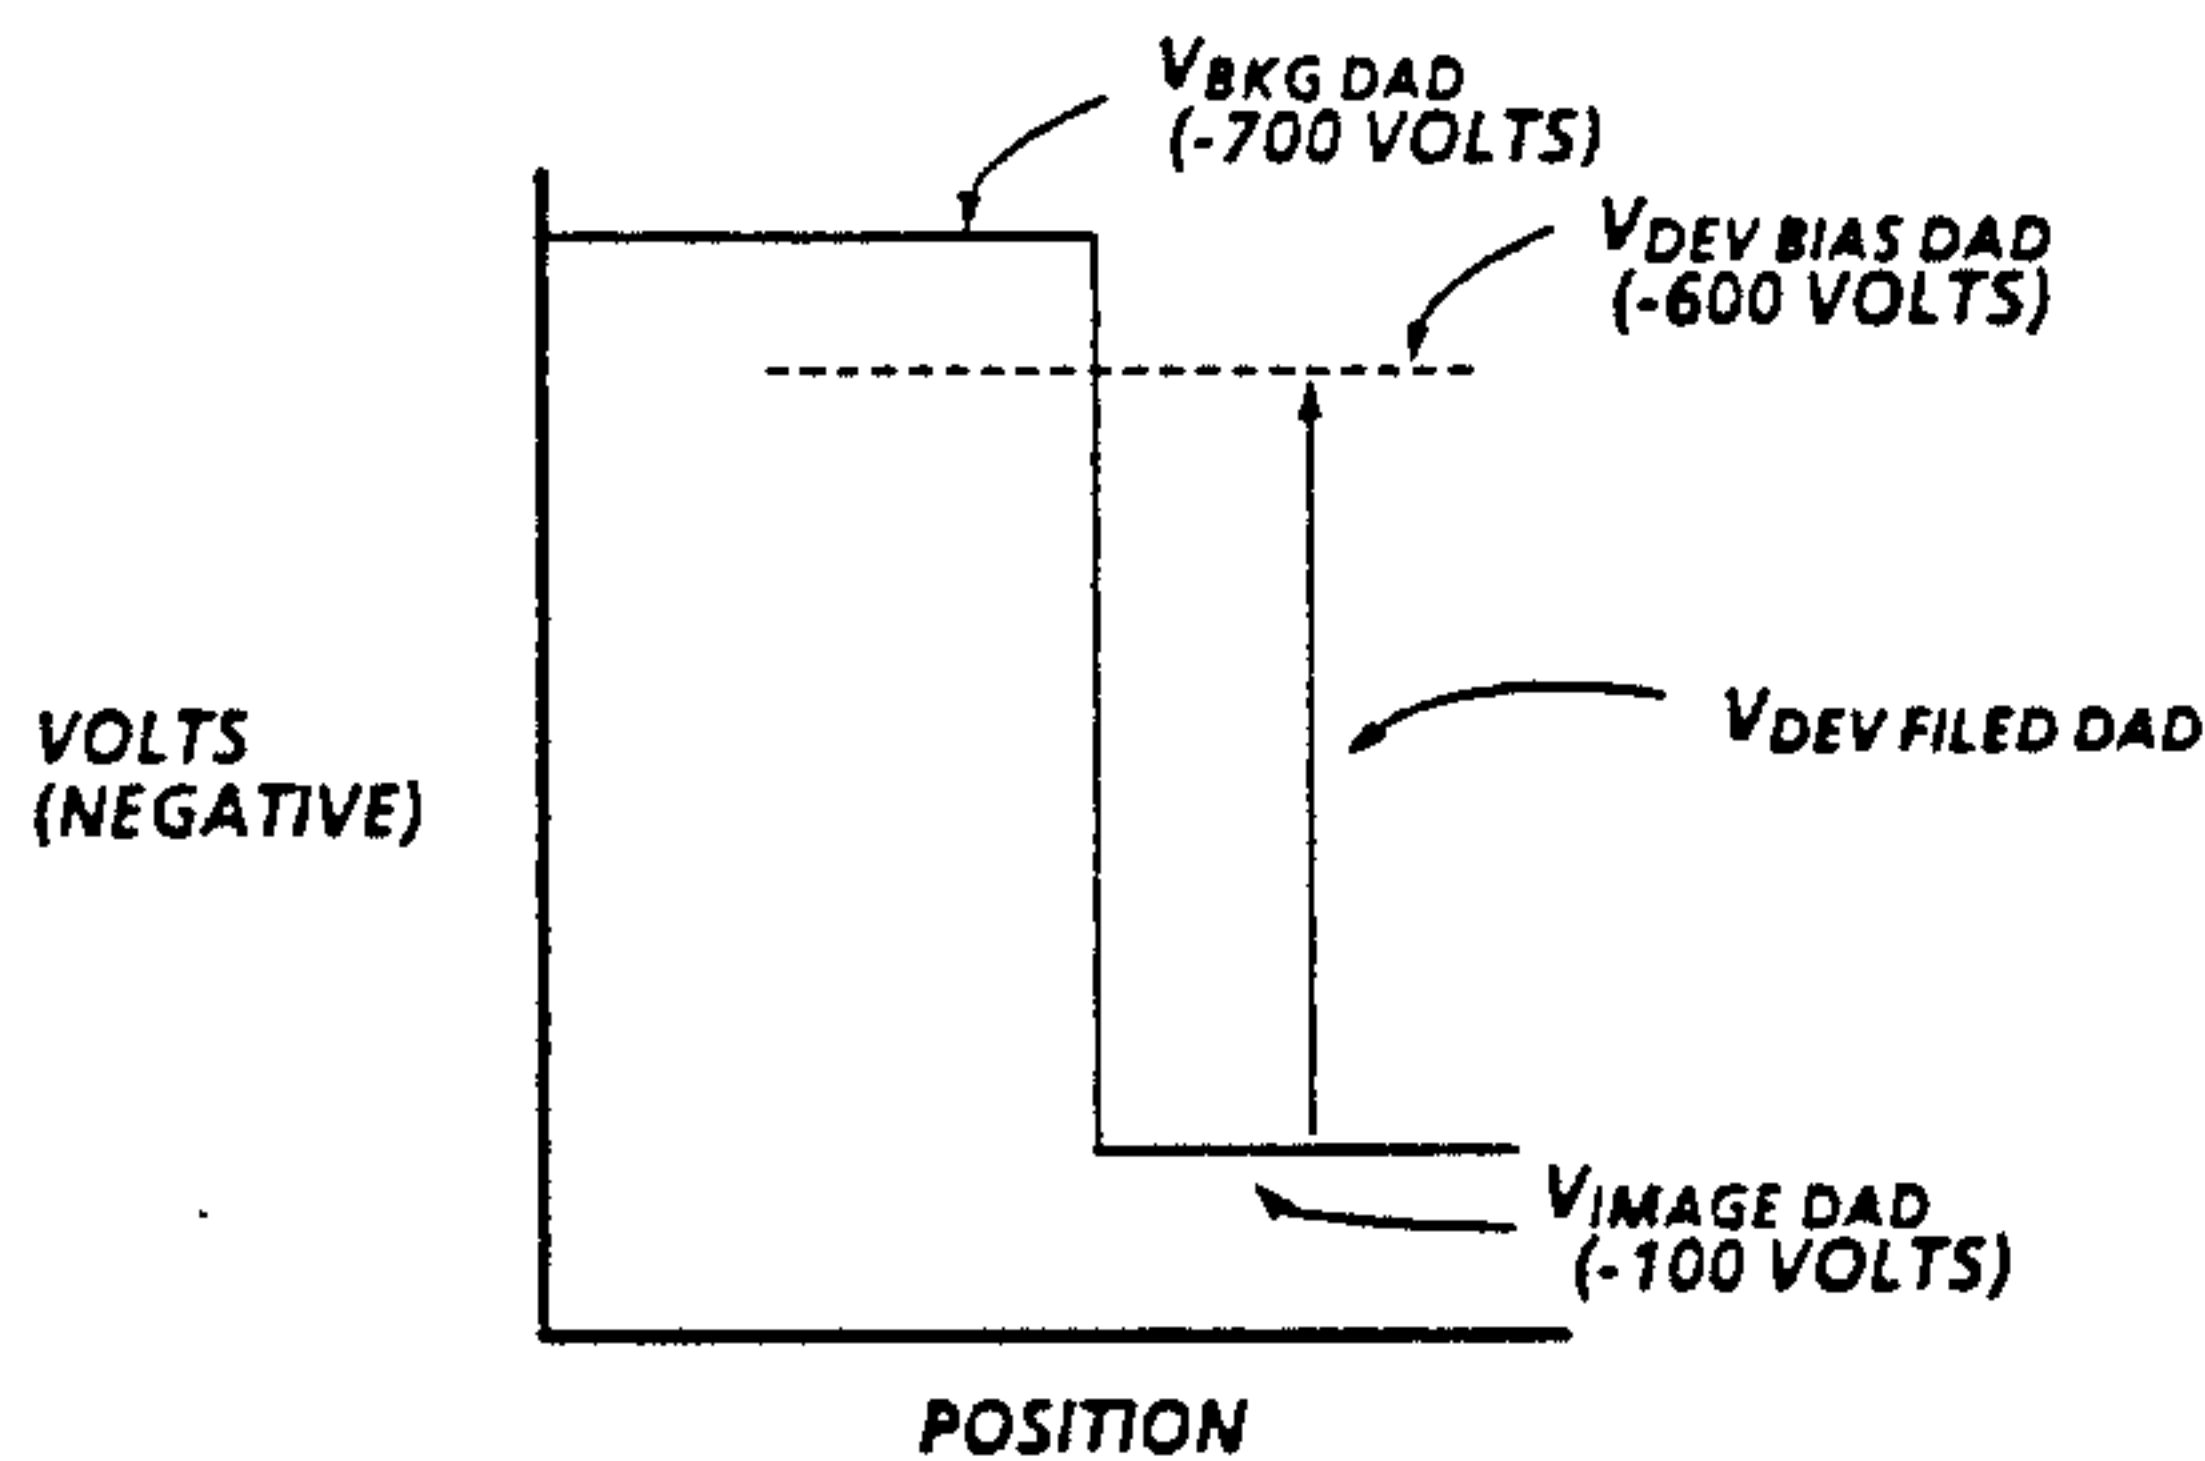 VBKG DAD
(-700 VOLTS)
VDEV BIAS DAD
(-600 VOLTS)
VOLTS
(NEGATIVE)
VDEV FILED DAD
VIMAGE DAD
(-100 VOLTS)
POSITION